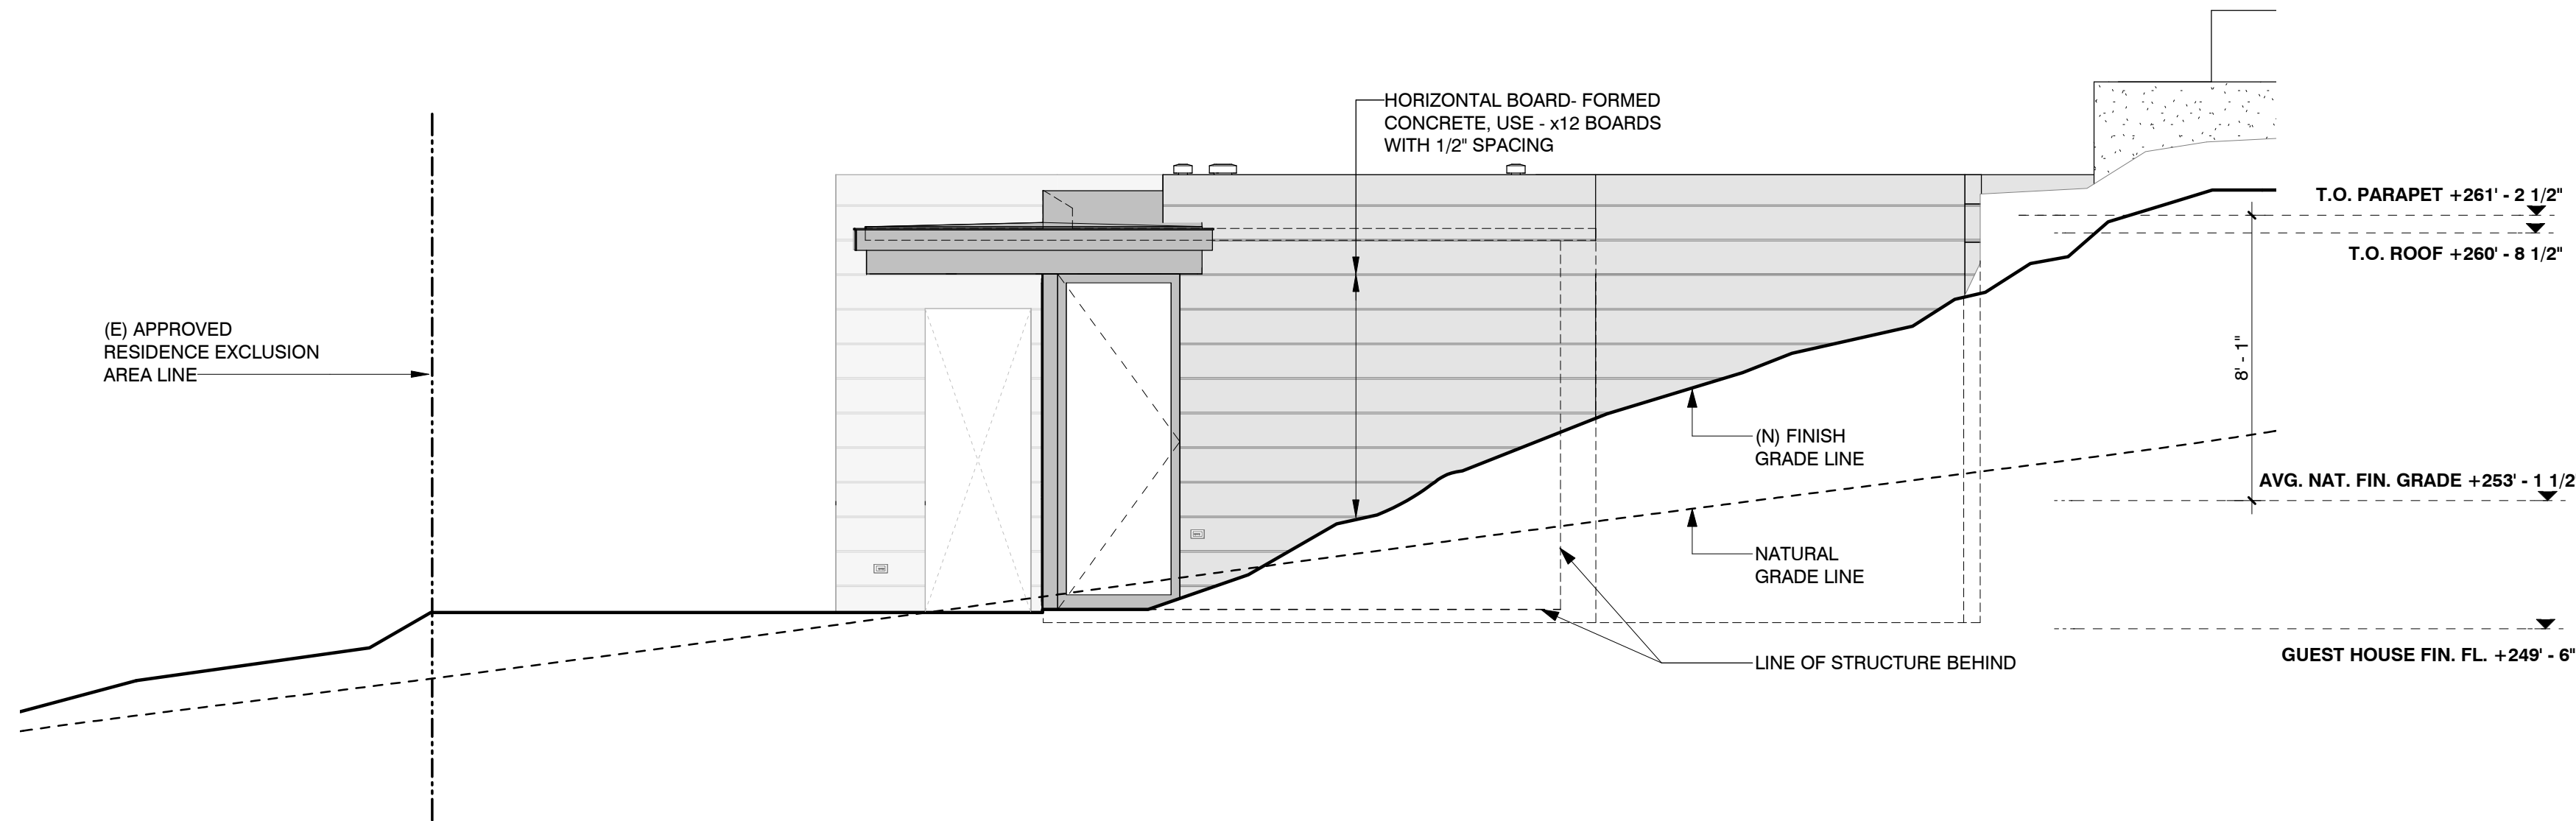 HORIZONTAL BOARD- FORMED
CONCRETE, USE - x12 BOARDS
WITH 1/2" SPACING
T.O. PARAPET +261' - 2 1/2"
T.O. ROOF +260' - 8 1/2"
(E) APPROVED
RESIDENCE EXCLUSION
AREA LINE
8' - 1"
(N) FINISH
GRADE LINE
AVG. NAT. FIN. GRADE +253' - 1 1/2
NATURAL
GRADE LINE
GUEST HOUSE FIN. FL. +249' - 6"
LINE OF STRUCTURE BEHIND